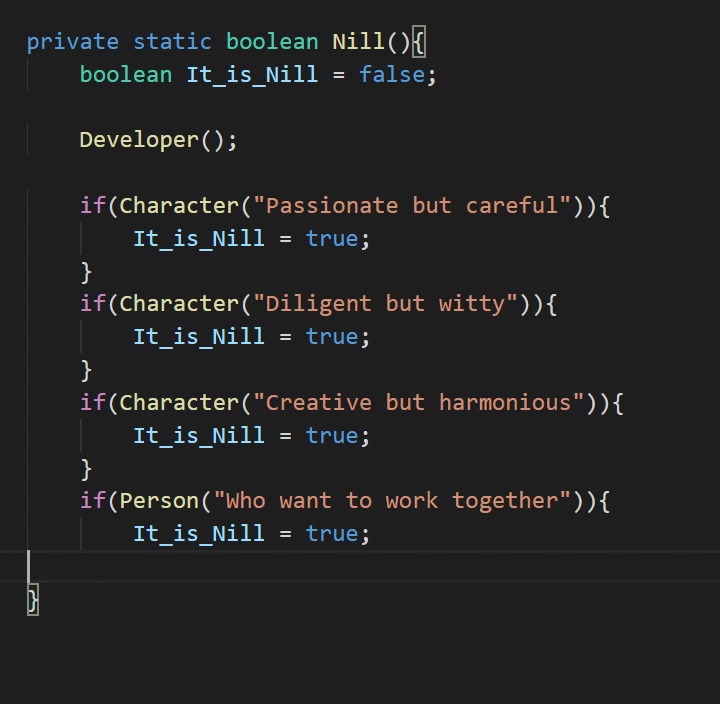 private static boolean Nill(){
boolean It_is_Nill = false;
Developer();
if(Character("Passionate but careful")){
It_is_Nill = true;
}
if(Character("Diligent but witty")){
It_is_Nill = true;
}
if(Character("Creative but harmonious")){
It_is_Nill = true;
}
if(Person("Who want to work together")){
It_is_Nill = true;
}